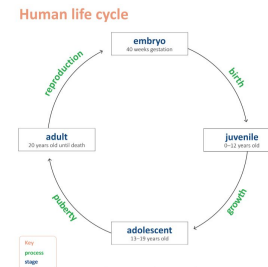 Human life cycle
embryo
40 weeks gestation
reproduction
birth
adult
20 years old until death
juvenile
0–12 years old
puberty
growth
adolescent
13–19 years old
Key
process
stage